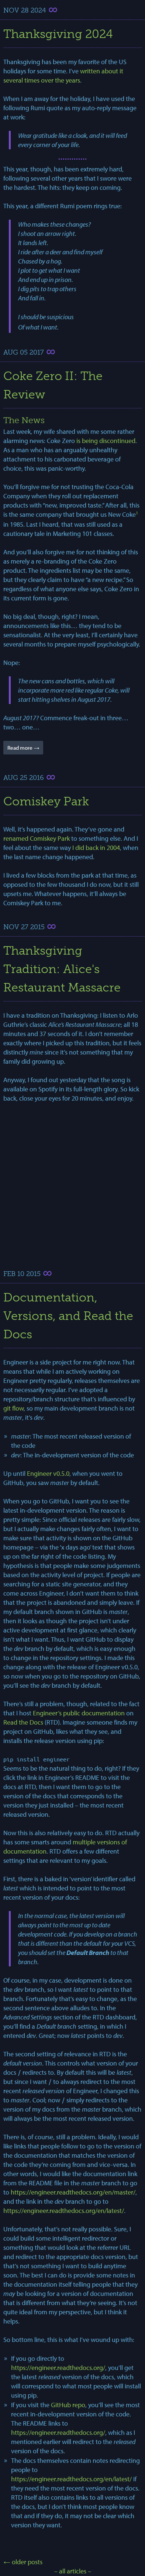 NOV 28 2024 ∞
Thanksgiving 2024
Thanksgiving has been my favorite of the US
holidays for some time. I've written about it
several times over the years.
When I am away for the holiday, I have used the
following Rumi quote as my auto-reply message
at work:
Wear gratitude like a cloak, and it will feed
every corner of your life.
This year, though, has been extremely hard,
following several other years that I swore were
the hardest. The hits: they keep on coming.
This year, a different Rumi poem rings true:
Who makes these changes?
I shoot an arrow right.
It lands left.
I ride after a deer and find myself
Chased by a hog.
I plot to get what I want
And end up in prison.
I dig pits to trap others
And fall in.
I should be suspicious
Of what I want.
AUG 05 2017 ∞
Coke Zero II: The
Review
The News
Last week, my wife shared with me some rather
alarming news: Coke Zero is being discontinued.
As a man who has an arguably unhealthy
attachment to his carbonated beverage of
choice, this was panic-worthy.
You'll forgive me for not trusting the Coca-Cola
Company when they roll out replacement
products with "new, improved taste." After all, this
is the same company that brought us New Coke¹
in 1985. Last I heard, that was still used as a
cautionary tale in Marketing 101 classes.
And you'll also forgive me for not thinking of this
as merely a re-branding of the Coke Zero
product. The ingredients list may be the same,
but they clearly claim to have "a new recipe." So
regardless of what anyone else says, Coke Zero in
its current form is gone.
No big deal, though, right? I mean,
announcements like this… they tend to be
sensationalist. At the very least, I'll certainly have
several months to prepare myself psychologically.
Nope:
The new cans and bottles, which will
incorporate more red like regular Coke, will
start hitting shelves in August 2017.
August 2017? Commence freak-out in three…
two… one…
Read more →
AUG 25 2016 ∞
Comiskey Park
Well, it's happened again. They've gone and
renamed Comiskey Park to something else. And I
feel about the same way I did back in 2004, when
the last name change happened.
I lived a few blocks from the park at that time, as
opposed to the few thousand I do now, but it still
upsets me. Whatever happens, it'll always be
Comiskey Park to me.
NOV 27 2015 ∞
Thanksgiving
Tradition: Alice's
Restaurant Massacre
I have a tradition on Thanksgiving: I listen to Arlo
Guthrie's classic Alice's Restaurant Massacre; all 18
minutes and 37 seconds of it. I don't remember
exactly where I picked up this tradition, but it feels
distinctly mine since it's not something that my
family did growing up.
Anyway, I found out yesterday that the song is
available on Spotify in its full-length glory. So kick
back, close your eyes for 20 minutes, and enjoy.
FEB 10 2015 ∞
Documentation,
Versions, and Read the
Docs
Engineer is a side project for me right now. That
means that while I am actively working on
Engineer pretty regularly, releases themselves are
not necessarily regular. I've adopted a
repo/branch structure that's influenced by
git flow, so my main development branch is not
master, it's dev.
» master: The most recent released version of
the code
» dev: The in-development version of the code
Up until Engineer v0.5.0, when you went to
GitHub, you saw master by default.
When you go to GitHub, I want you to see the
latest in-development version. The reason is
pretty simple: Since official releases are fairly slow,
but I actually make changes fairly often, I want to
make sure that activity is shown on the GitHub
homepage – via the 'x days ago' text that shows
up on the far right of the code listing. My
hypothesis is that people make some judgements
based on the activity level of project. If people are
searching for a static site generator, and they
come across Engineer, I don't want them to think
that the project is abandoned and simply leave. If
my default branch shown in GitHub is master,
then it looks as though the project isn't under
active development at first glance, which clearly
isn't what I want. Thus, I want GitHub to display
the dev branch by default, which is easy enough
to change in the repository settings. I made this
change along with the release of Engineer v0.5.0,
so now when you go to the repository on GitHub,
you'll see the dev branch by default.
There's still a problem, though, related to the fact
that I host Engineer's public documentation on
Read the Docs (RTD). Imagine someone finds my
project on GitHub, likes what they see, and
installs the release version using pip:
pip install engineer
Seems to be the natural thing to do, right? If they
click the link in Engineer's README to visit the
docs at RTD, then I want them to go to the
version of the docs that corresponds to the
version they just installed – the most recent
released version.
Now this is also relatively easy to do. RTD actually
has some smarts around multiple versions of
documentation. RTD offers a few different
settings that are relevant to my goals.
First, there is a baked in 'version' identifier called
latest which is intended to point to the most
recent version of your docs:
In the normal case, the latest version will
always point to the most up to date
development code. If you develop on a branch
that is different than the default for your VCS,
you should set the Default Branch to that
branch.
Of course, in my case, development is done on
the dev branch, so I want latest to point to that
branch. Fortunately that's easy to change, as the
second sentence above alludes to. In the
Advanced Settings section of the RTD dashboard,
you'll find a Default branch setting, in which I
entered dev. Great; now latest points to dev.
The second setting of relevance in RTD is the
default version. This controls what version of your
docs / redirects to. By default this will be latest,
but since I want / to always redirect to the most
recent released version of Engineer, I changed this
to master. Cool; now / simply redirects to the
version of my docs from the master branch, which
will always be the most recent released version.
There is, of course, still a problem. Ideally, I would
like links that people follow to go to the version of
the documentation that match the version of
the code they're coming from and vice-versa. In
other words, I would like the documentation link
from the README file in the master branch to go
to https://engineer.readthedocs.org/en/master/,
and the link in the dev branch to go to
https://engineer.readthedocs.org/en/latest/.
Unfortunately, that's not really possible. Sure, I
could build some intelligent redirector or
something that would look at the referrer URL
and redirect to the appropriate docs version, but
that's not something I want to build anytime
soon. The best I can do is provide some notes in
the documentation itself telling people that they
may be looking for a version of documentation
that is different from what they're seeing. It's not
quite ideal from my perspective, but I think it
helps.
So bottom line, this is what I've wound up with:
» If you go directly to
https://engineer.readthedocs.org/, you'll get
the latest released version of the docs, which
will correspond to what most people will install
using pip.
» If you visit the GitHub repo, you'll see the most
recent in-development version of the code.
The README links to
https://engineer.readthedocs.org/, which as I
mentioned earlier will redirect to the released
version of docs.
» The docs themselves contain notes redirecting
people to
https://engineer.readthedocs.org/en/latest/ if
they need the most recent version of the docs.
RTD itself also contains links to all versions of
the docs, but I don't think most people know
that and if they do, it may not be clear which
version they want.
← older posts
– all articles –